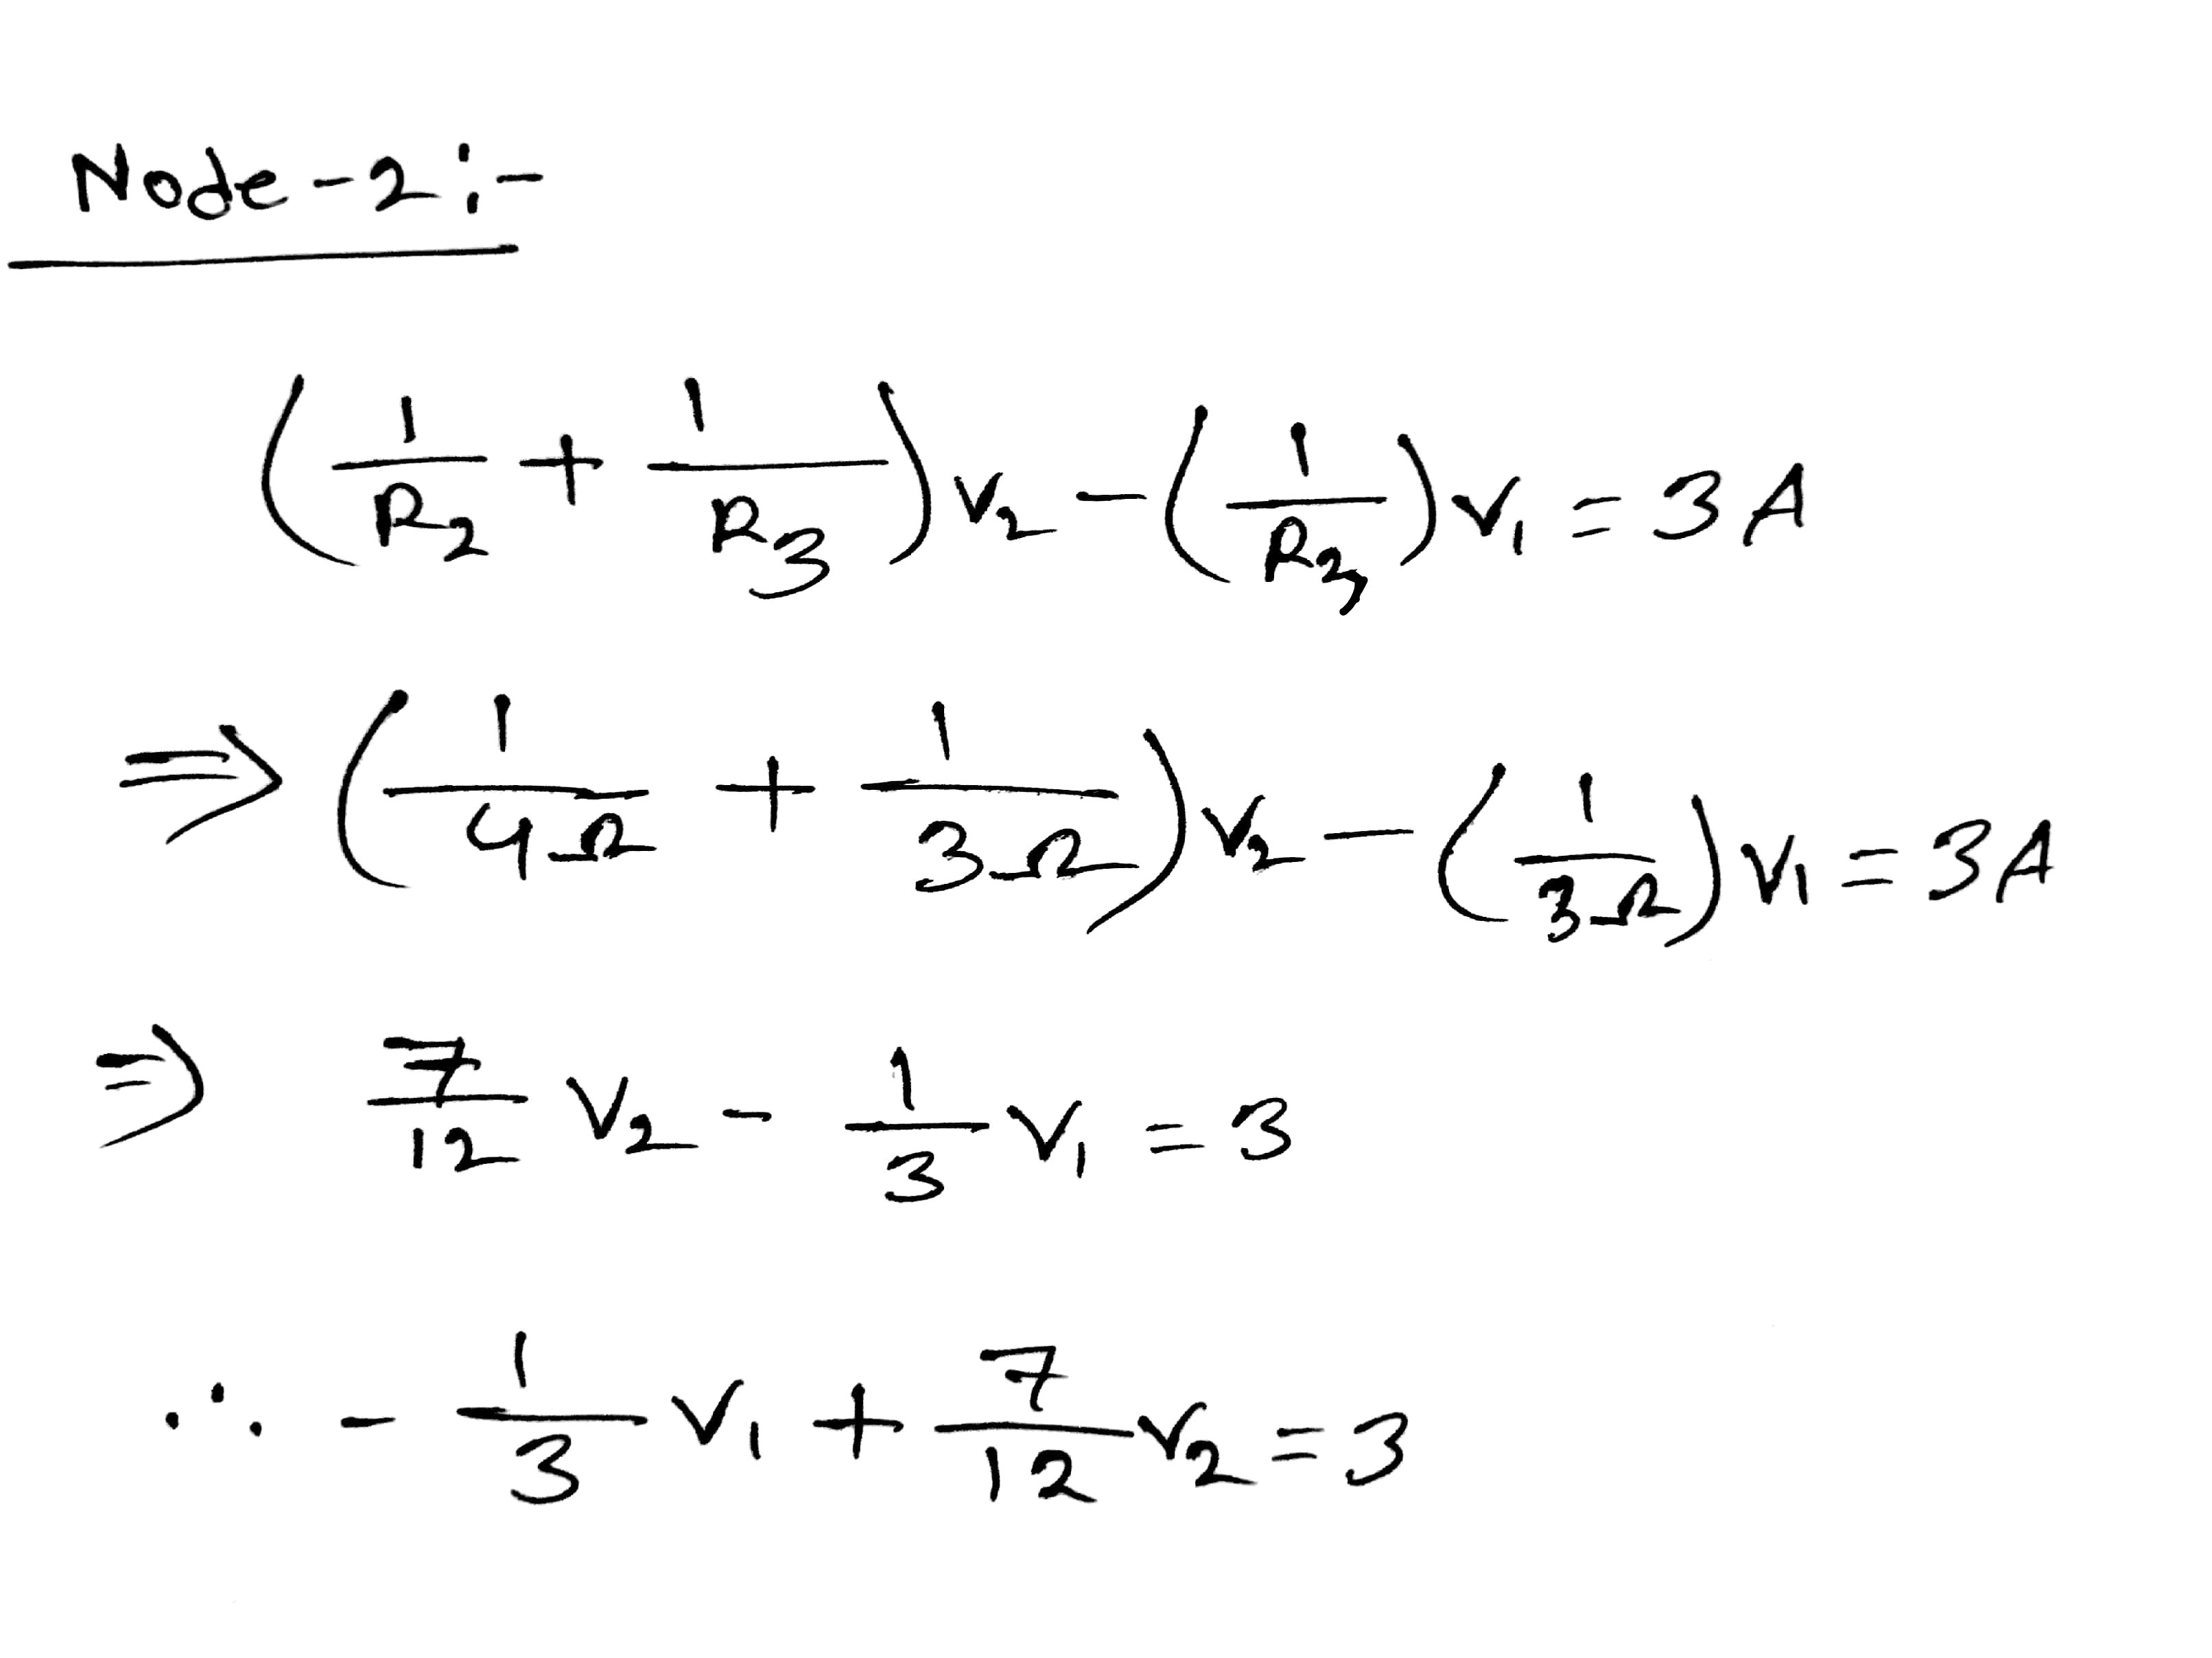 Node-2:-
(1/R₂ + 1/R₃)V₂ - (1/R₃)V₁ = 3A
⇒ (1/4Ω + 1/3Ω)V₂ - (1/3Ω)V₁ = 3A
⇒ 7/12 V₂ - 1/3 V₁ = 3
∴ - 1/3 V₁ + 7/12 V₂ = 3